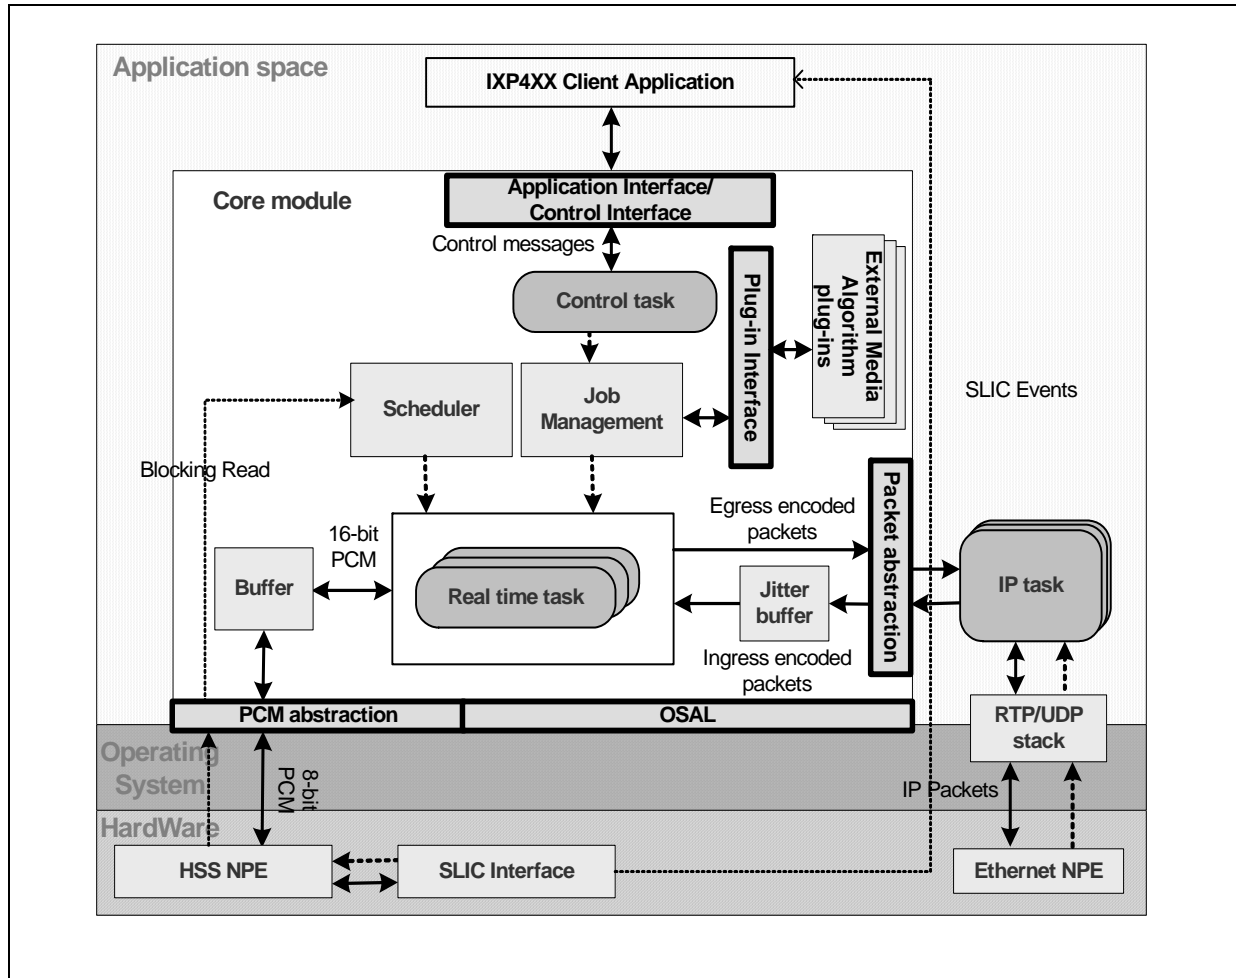 Application space
IXP4XX Client Application
Core module
Application Interface/
Control Interface
Control messages
Control task
Plug-in Interface
External Media
Algorithm
plug-ins
SLIC Events
Scheduler
Job
Management
Blocking Read
16-bit
PCM
Buffer
Real time task
Egress encoded
packets
Jitter
buffer
Ingress encoded
packets
Packet abstraction
IP task
PCM abstraction
OSAL
RTP/UDP
stack
Operating
System
8-bit
PCM
IP Packets
HardWare
HSS NPE
SLIC Interface
Ethernet NPE